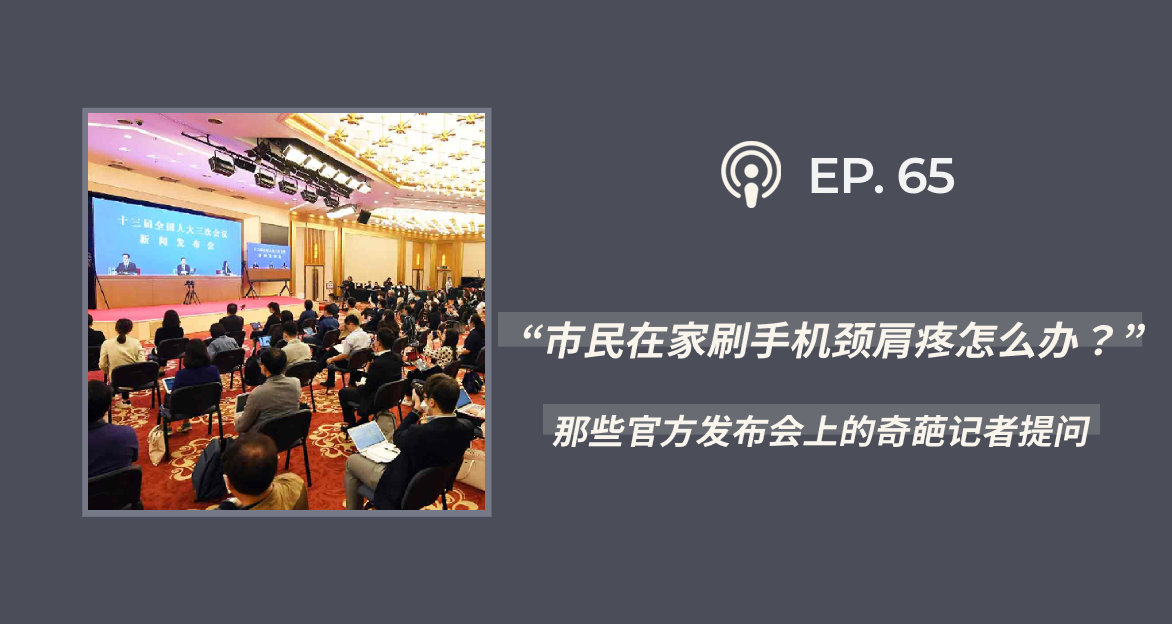 十三届全国人大三次会议
新闻发布会
EP. 65
“市民在家刷手机颈肩疼怎么办？”
那些官方发布会上的奇葩记者提问